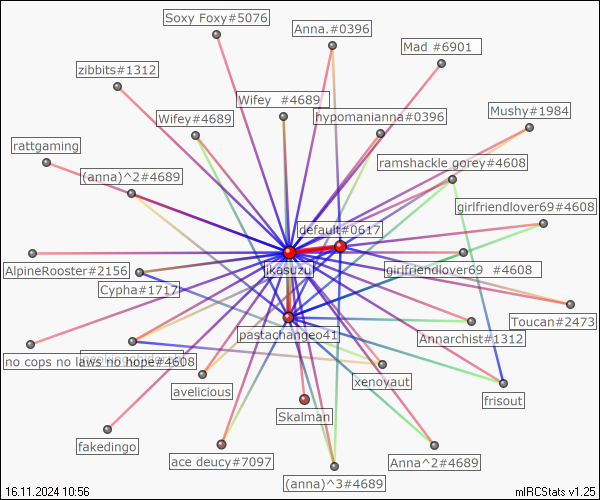 Soxy Foxy#5076
Anna.#0396
Mad #6901
zibbits#1312
Wifey #4689
Wifey#4689
hypomanianna#0396
Mushy#1984
rattgaming
ramshackle gorey#4608
(anna)^2#4689
girlfriendlover69#4608
default#0617
AlpineRooster#2156
jkasuzu
girlfriendlover69 #4608
Cypha#1717
Toucan#2473
pastachangeo41
Annarchist#1312
no cops no laws no hope#4608
xenoyaut
avelicious
frisout
Skalman
fakedingo
ace deucy#7097
Anna^2#4689
(anna)^3#4689
16.11.2024 10:56
mIRCStats v1.25